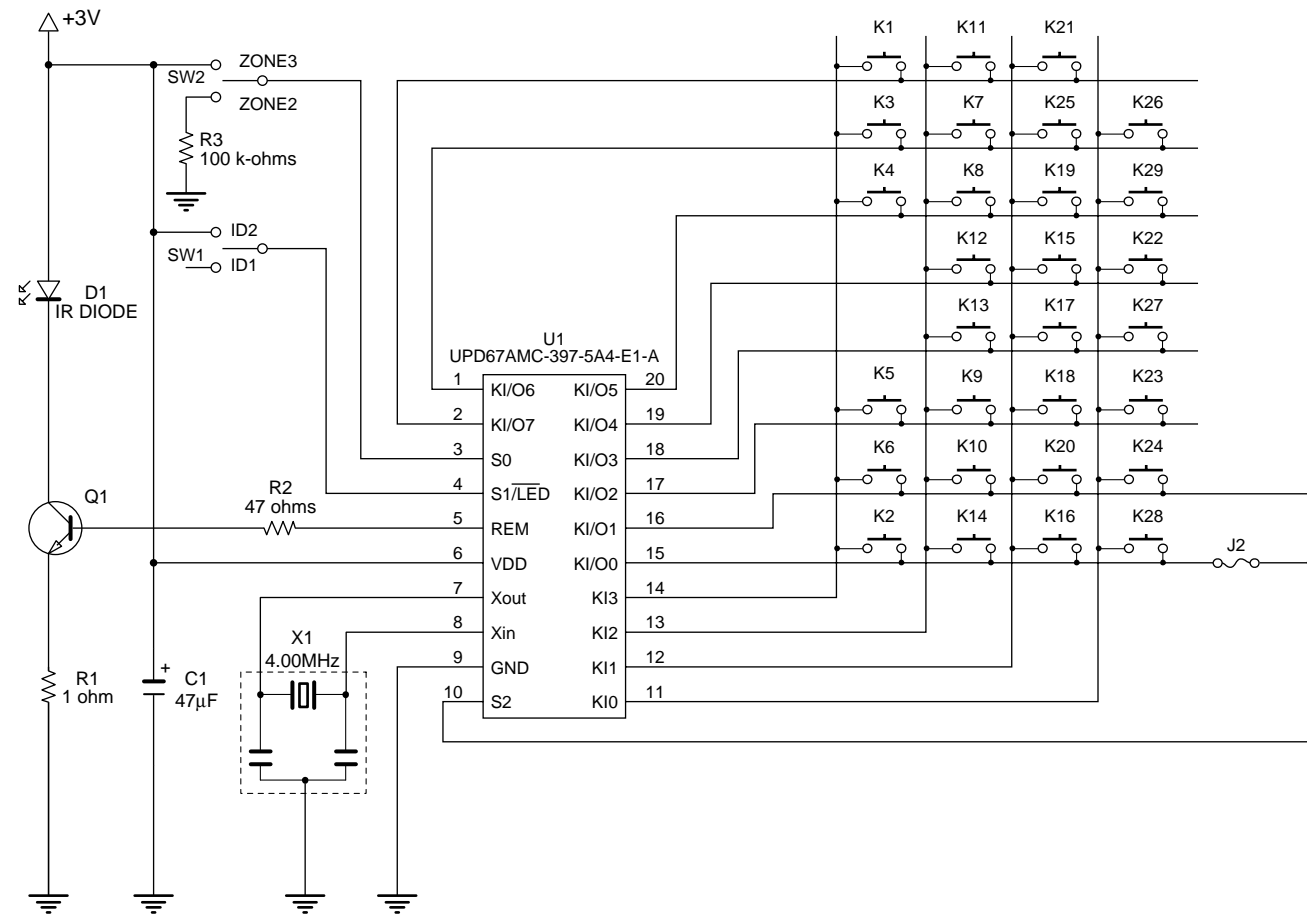 +3V
ZONE3
SW2
ZONE2
R3
100 k-ohms
ID2
SW1
ID1
D1
IR DIODE
Q1
R2
47 ohms
R1
1 ohm
+
C1
47μF
X1
4.00MHz
U1
UPD67AMC-397-5A4-E1-A
1 KI/O6 KI/O5 20
2 KI/O7 KI/O4 19
3 S0 KI/O3 18
4 S1/LED KI/O2 17
5 REM KI/O1 16
6 VDD KI/O0 15
7 Xout KI3 14
8 Xin KI2 13
9 GND KI1 12
10 S2 KI0 11
K1 K11 K21
K3 K7 K25 K26
K4 K8 K19 K29
K12 K15 K22
K13 K17 K27
K5 K9 K18 K23
K6 K10 K20 K24
K2 K14 K16 K28
J2